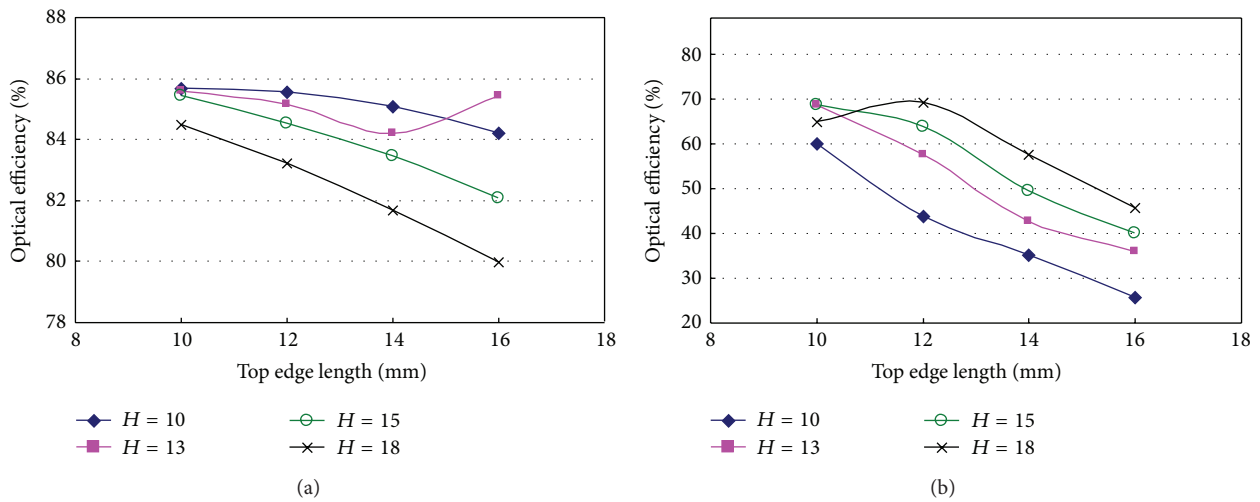 88
86
84
82
80
78
Optical efficiency (%)
8 10 12 14 16 18
Top edge length (mm)
H = 10
H = 15
H = 13
H = 18
(a)
80
70
60
50
40
30
20
Optical efficiency (%)
8 10 12 14 16 18
Top edge length (mm)
H = 10
H = 15
H = 13
H = 18
(b)